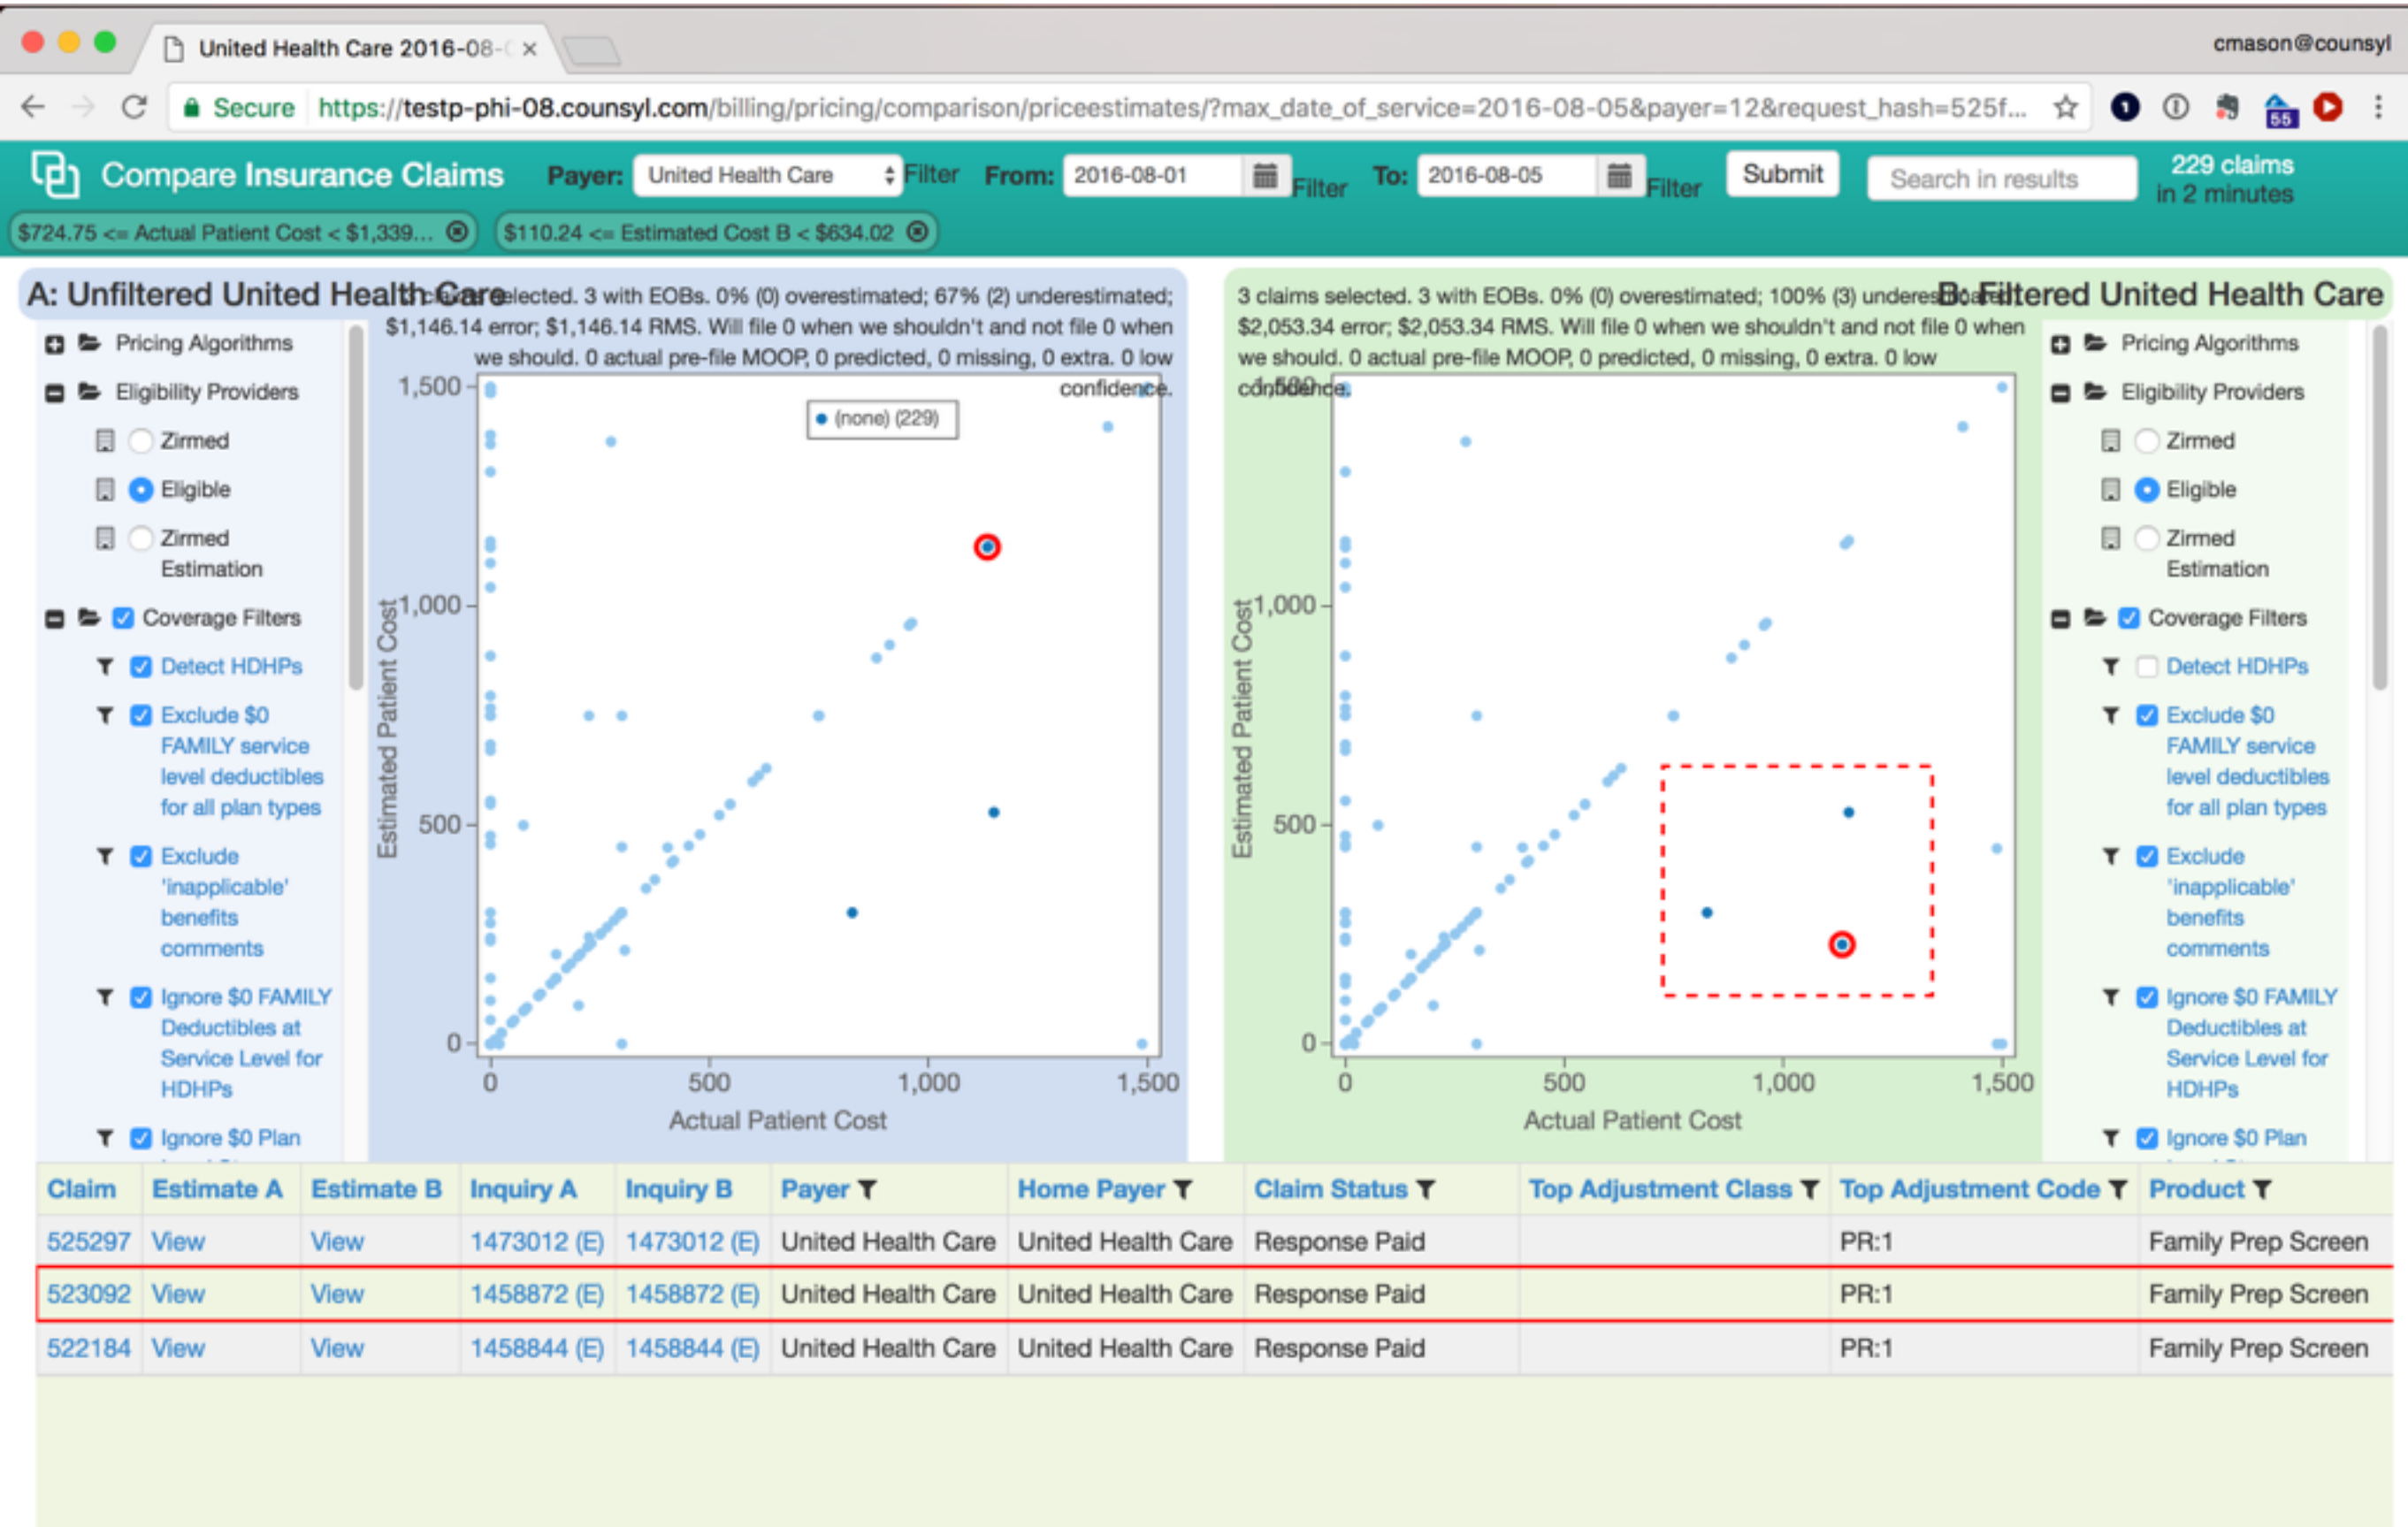 United Health Care 2016-08-
cmason@counsyl
Secure https://testp-phi-08.counsyl.com/billing/pricing/comparison/priceestimates/?max_date_of_service=2016-08-05&payer=12&request_hash=525f...
55
Compare Insurance Claims Payer: United Health Care Filter From: 2016-08-01 Filter To: 2016-08-05 Filter Submit Search in results 229 claims
in 2 minutes
$724.75 <= Actual Patient Cost < $1,339... $110.24 <= Estimated Cost B < $634.02
A: Unfiltered United Health Care
3 claims selected. 3 with EOBs. 0% (0) overestimated; 67% (2) underestimated;
$1,146.14 error; $1,146.14 RMS. Will file 0 when we shouldn't and not file 0 when
we should. 0 actual pre-file MOOP, 0 predicted, 0 missing, 0 extra. 0 low
confidence.
Pricing Algorithms
Eligibility Providers
Zirmed
Eligible
Zirmed
Estimation
Coverage Filters
Detect HDHPs
Exclude $0
FAMILY service
level deductibles
for all plan types
Exclude
'inapplicable'
benefits
comments
Ignore $0 FAMILY
Deductibles at
Service Level for
HDHPs
Ignore $0 Plan
Estimated Patient Cost
1,500
1,000
500
0
(none) (229)
0 500 1,000 1,500
Actual Patient Cost
3 claims selected. 3 with EOBs. 0% (0) overestimated; 100% (3) underestimated;
$2,053.34 error; $2,053.34 RMS. Will file 0 when we shouldn't and not file 0 when
we should. 0 actual pre-file MOOP, 0 predicted, 0 missing, 0 extra. 0 low
confidence.
B: Filtered United Health Care
Estimated Patient Cost
1,500
1,000
500
0
0 500 1,000 1,500
Actual Patient Cost
Pricing Algorithms
Eligibility Providers
Zirmed
Eligible
Zirmed
Estimation
Coverage Filters
Detect HDHPs
Exclude $0
FAMILY service
level deductibles
for all plan types
Exclude
'inapplicable'
benefits
comments
Ignore $0 FAMILY
Deductibles at
Service Level for
HDHPs
Ignore $0 Plan
Claim Estimate A Estimate B Inquiry A Inquiry B Payer Home Payer Claim Status Top Adjustment Class Top Adjustment Code Product
525297 View View 1473012 (E) 1473012 (E) United Health Care United Health Care Response Paid PR:1 Family Prep Screen
523092 View View 1458872 (E) 1458872 (E) United Health Care United Health Care Response Paid PR:1 Family Prep Screen
522184 View View 1458844 (E) 1458844 (E) United Health Care United Health Care Response Paid PR:1 Family Prep Screen